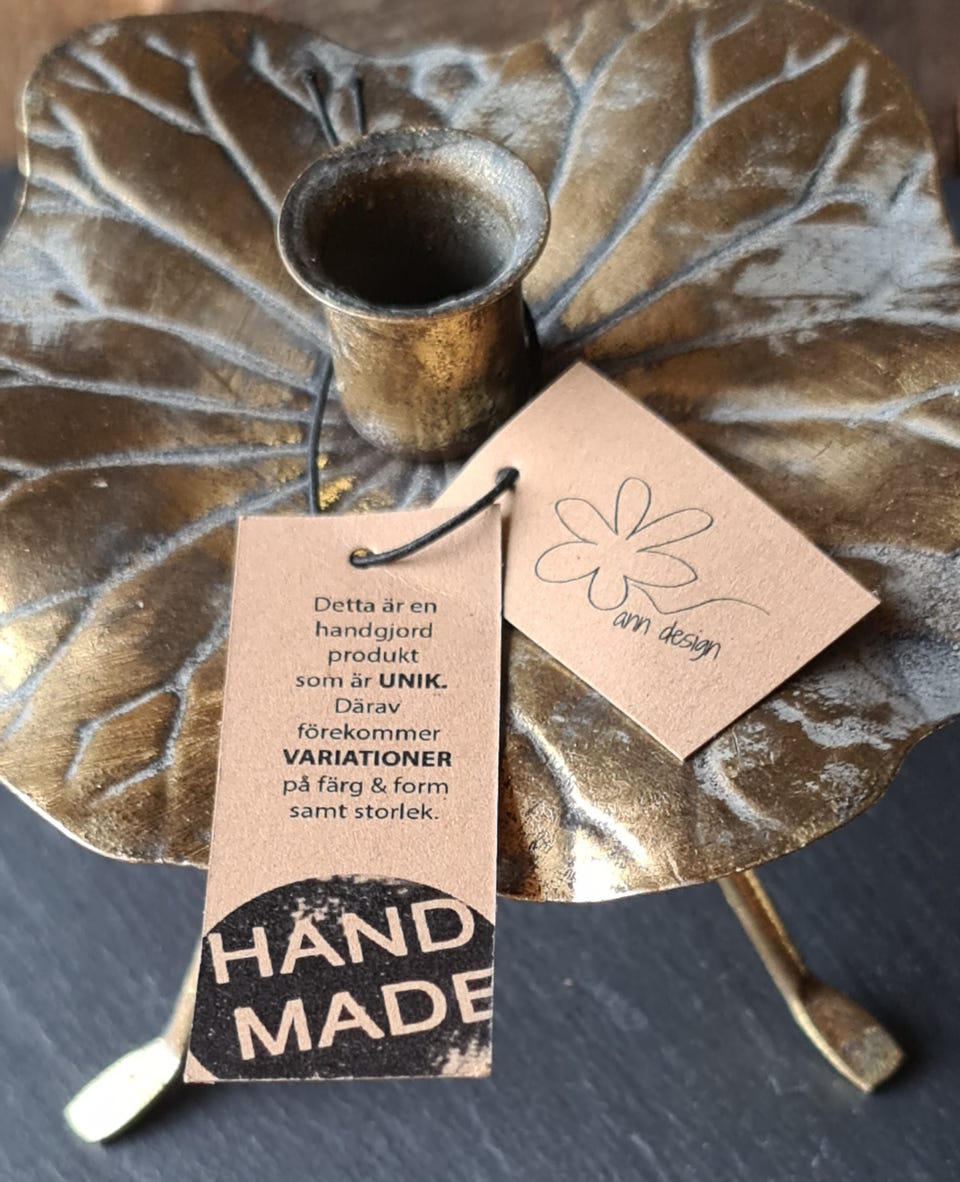 Detta är en
handgjord
produkt
som är UNIK.
Därav
förekommer
VARIATIONER
på färg & form
samt storlek.
HAND
MADE
ann design